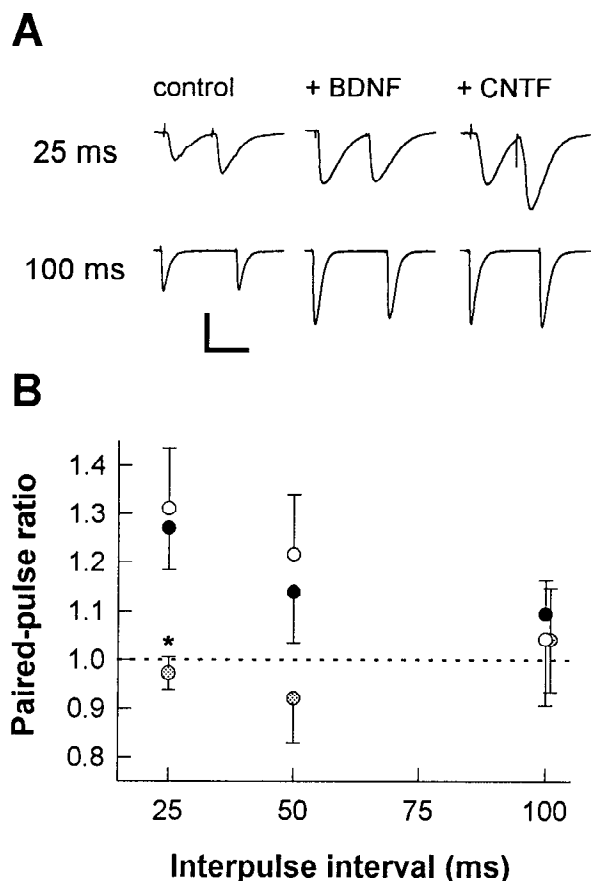 A
control + BDNF + CNTF
25 ms
100 ms
B
Paired-pulse ratio
1.4
1.3
1.2
1.1
1.0
0.9
0.8
*
25 50 75 100
Interpulse interval (ms)